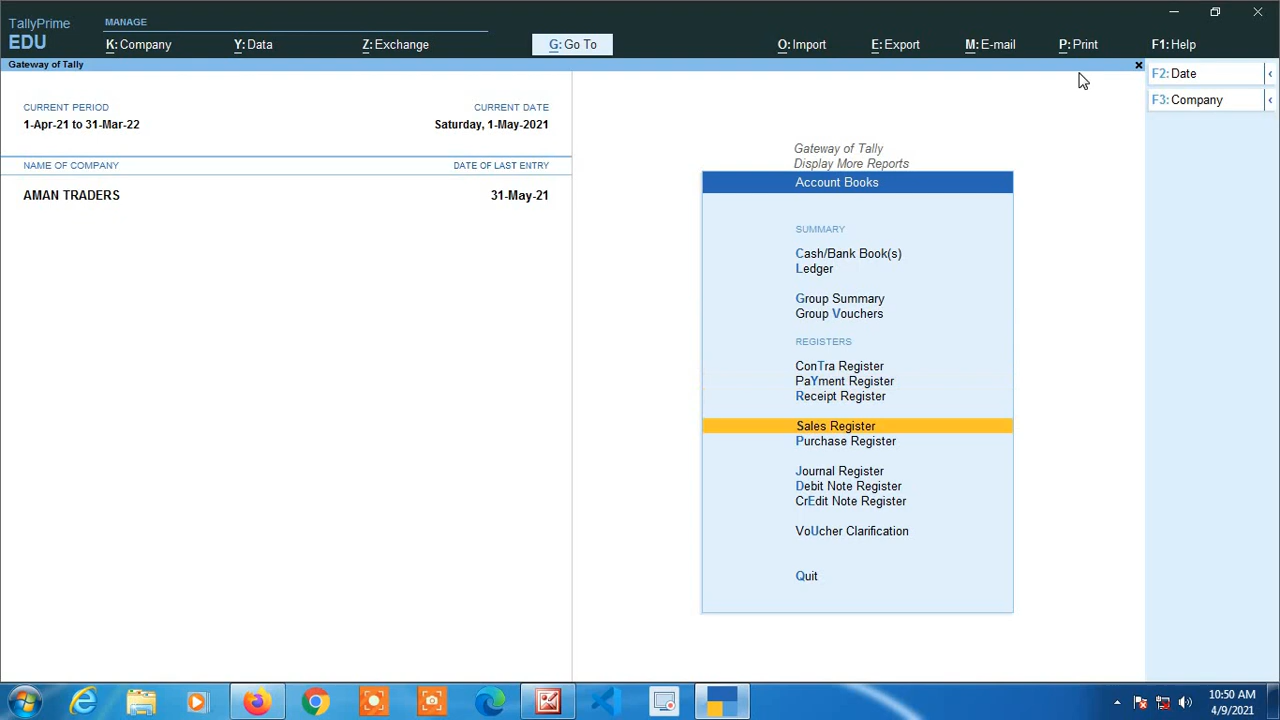 TallyPrime
EDU
MANAGE
K: Company
Y: Data
Z: Exchange
G: Go To
O: Import
E: Export
M: E-mail
P: Print
F1: Help
Gateway of Tally
F2: Date
F3: Company
CURRENT PERIOD
CURRENT DATE
1-Apr-21 to 31-Mar-22
Saturday, 1-May-2021
NAME OF COMPANY
DATE OF LAST ENTRY
AMAN TRADERS
31-May-21
Gateway of Tally
Display More Reports
Account Books
SUMMARY
Cash/Bank Book(s)
Ledger
Group Summary
Group Vouchers
REGISTERS
ConTra Register
PaYment Register
Receipt Register
Sales Register
Purchase Register
Journal Register
Debit Note Register
CrEdit Note Register
VoUcher Clarification
Quit
10:50 AM
4/9/2021